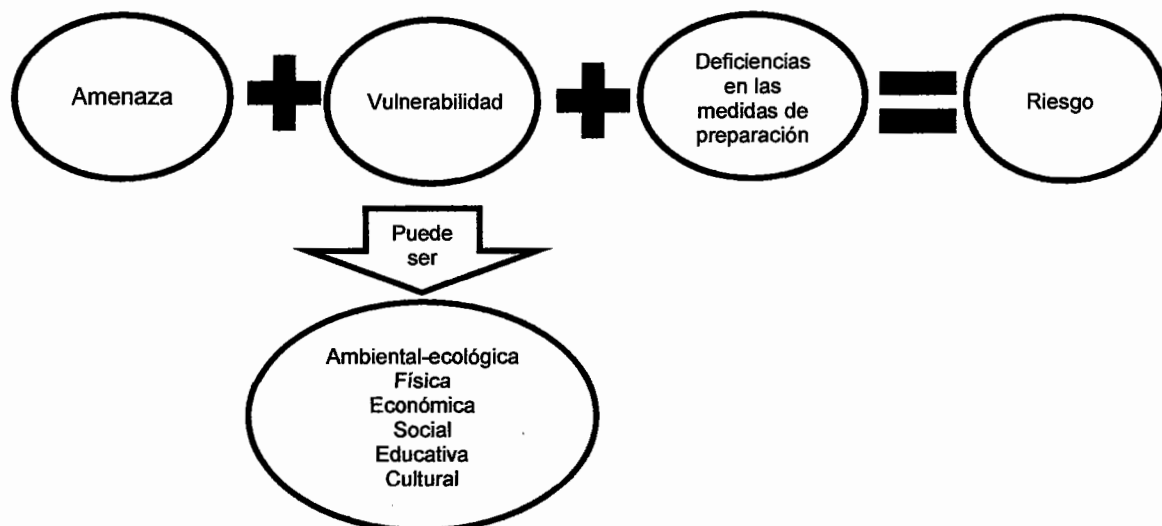 Amenaza
Vulnerabilidad
Deficiencias
en las
medidas de
preparación
Riesgo
Puede
ser
Ambiental-ecológica
Física
Económica
Social
Educativa
Cultural